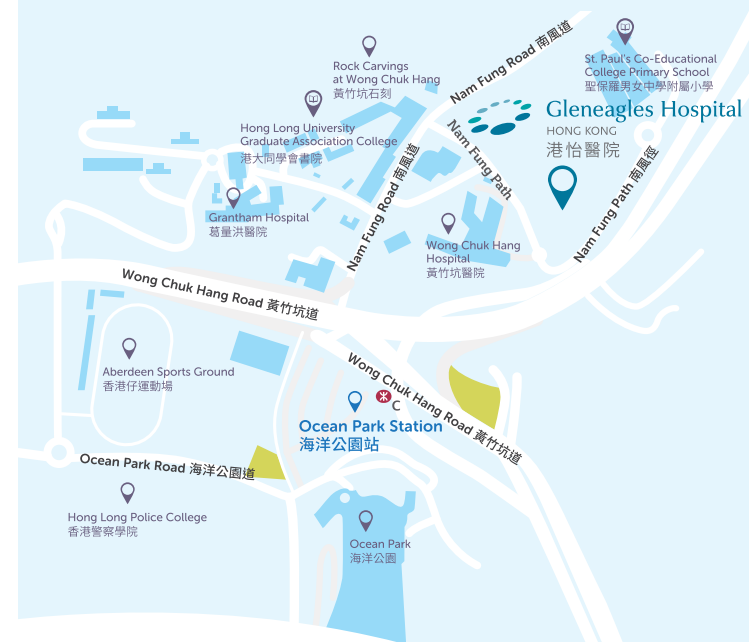 Nam Fung Road 南風道
St. Paul's Co-Educational
College Primary School
聖保羅男女中學附屬小學
Rock Carvings
at Wong Chuk Hang
黃竹坑石刻
Gleneagles Hospital
HONG KONG
港怡醫院
Hong Long University
Graduate Association College
港大同學會書院
Nam Fung Path
Nam Fung Road 南風道
Nam Fung Path 南風徑
Grantham Hospital
葛量洪醫院
Wong Chuk Hang
Hospital
黃竹坑醫院
Wong Chuk Hang Road 黃竹坑道
Aberdeen Sports Ground
香港仔運動場
Wong Chuk Hang Road 黃竹坑道
C
Ocean Park Station
海洋公園站
Ocean Park Road 海洋公園道
Hong Long Police College
香港警察學院
Ocean Park
海洋公園